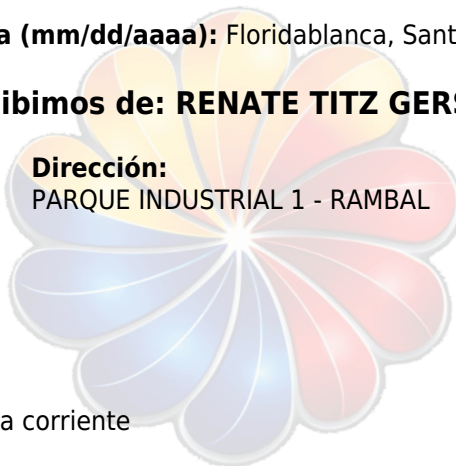 a (mm/dd/aaaa): Floridablanca, Sant
ibimos de: RENATE TITZ GERS
Dirección:
PARQUE INDUSTRIAL 1 - RAMBAL
a corriente